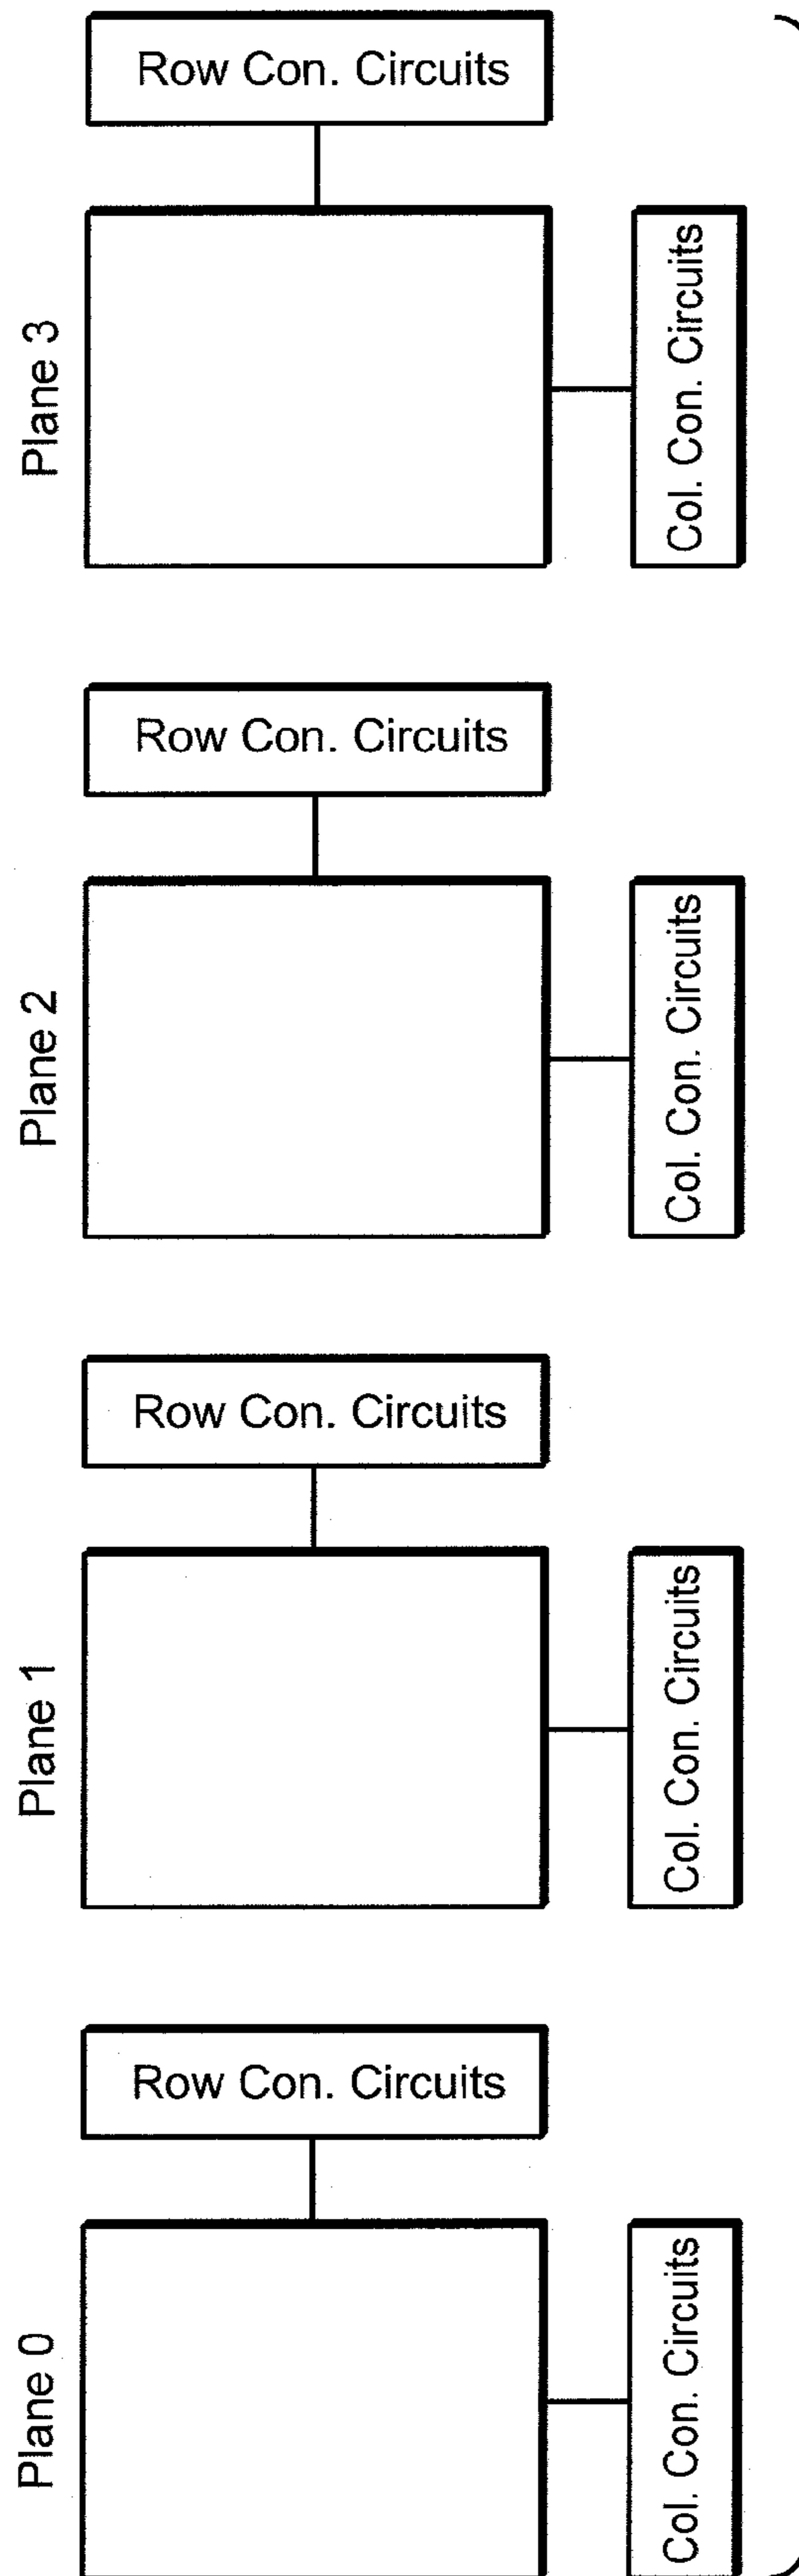 Row Con. Circuits
Plane 3
Col. Con. Circuits
Row Con. Circuits
Plane 2
Col. Con. Circuits
Row Con. Circuits
Plane 1
Col. Con. Circuits
Row Con. Circuits
Plane 0
Col. Con. Circuits